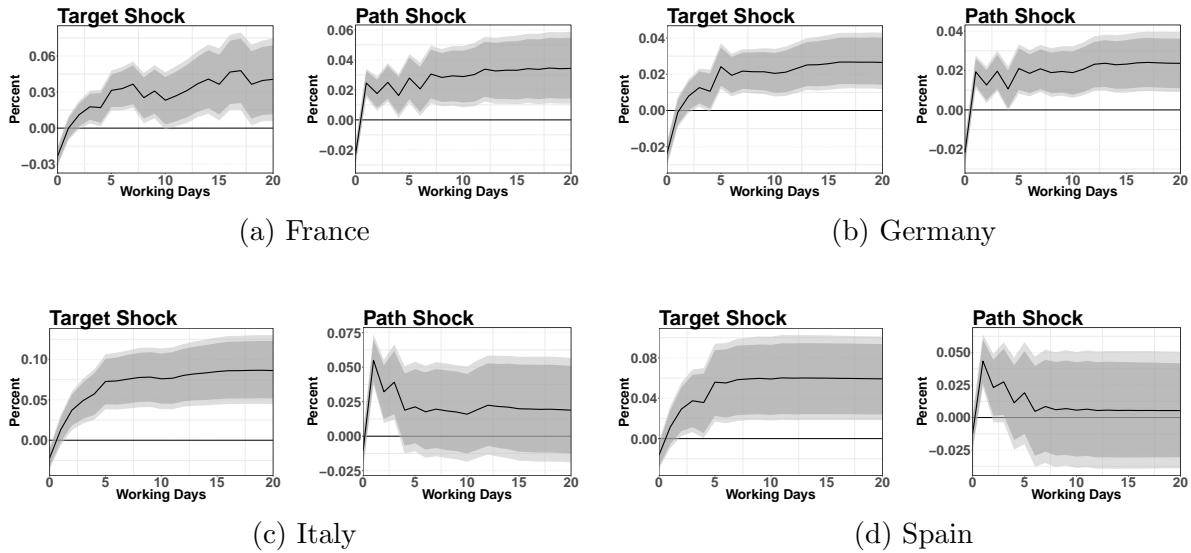 Target Shock
Percent
0.06
0.03
0.00
−0.03
0 5 10 15 20
Working Days
Path Shock
Percent
0.06
0.04
0.02
0.00
−0.02
0 5 10 15 20
Working Days
(a) France
Target Shock
Percent
0.04
0.02
0.00
−0.02
0 5 10 15 20
Working Days
Path Shock
Percent
0.04
0.02
0.00
−0.02
0 5 10 15 20
Working Days
(b) Germany
Target Shock
Percent
0.10
0.05
0.00
0 5 10 15 20
Working Days
Path Shock
Percent
0.075
0.050
0.025
0.000
−0.025
0 5 10 15 20
Working Days
(c) Italy
Target Shock
Percent
0.08
0.04
0.00
0 5 10 15 20
Working Days
Path Shock
Percent
0.050
0.025
0.000
−0.025
0 5 10 15 20
Working Days
(d) Spain